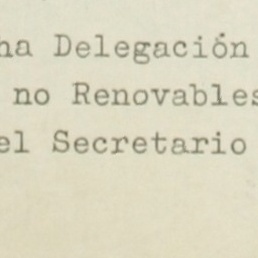 ha Delegación
no Renovables
el Secretario